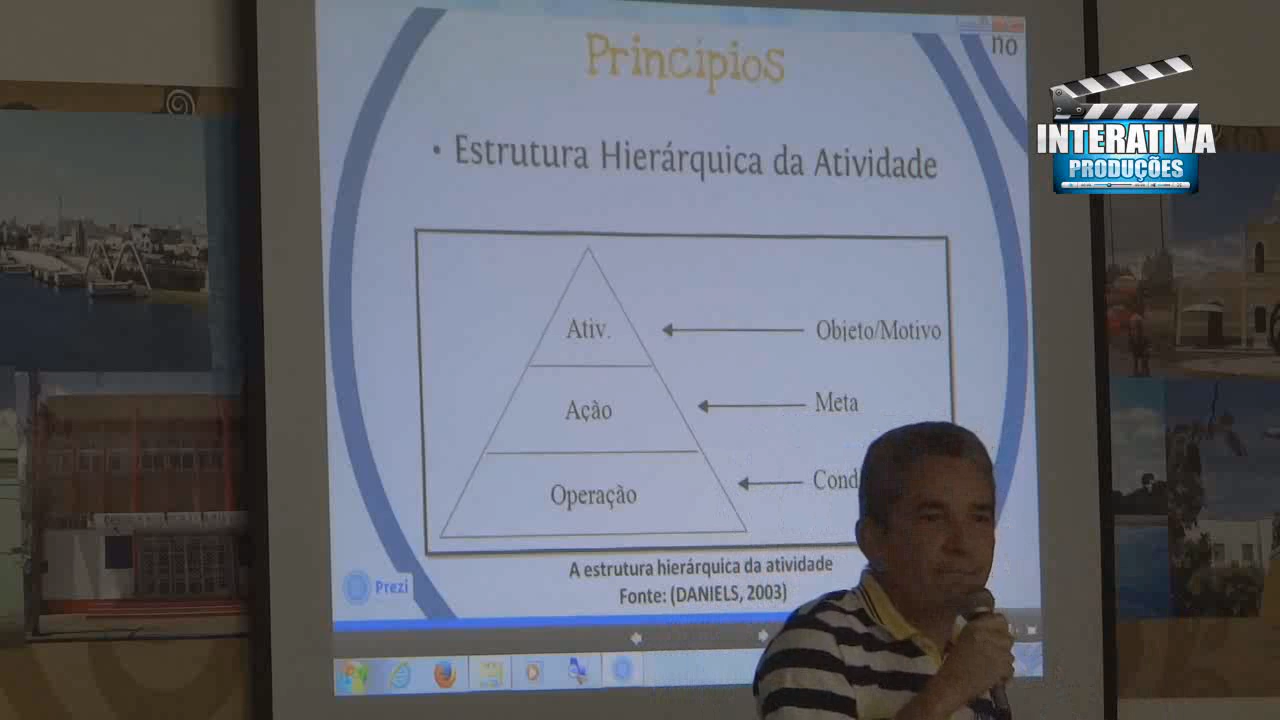 Princípios
no
INTERATIVA
PRODUÇÕES
• Estrutura Hierárquica da Atividade
Ativ.
Objeto/Motivo
Ação
Meta
Operação
Cond
A estrutura hierárquica da atividade
Fonte: (DANIELS, 2003)
Prezi